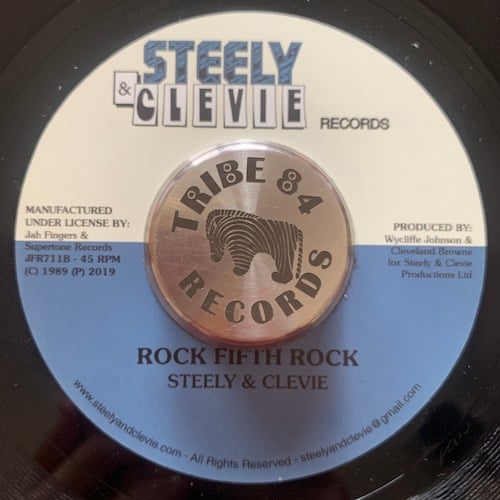 STEELY
& CLEVIE
RECORDS
TRIBE 84
RECORDS
MANUFACTURED
UNDER LICENSE BY:
Jah Fingers &
Supertone Records
JFR711B - 45 RPM
(C) 1989 (P) 2019
PRODUCED BY:
Wycliffe Johnson &
Cleveland Browne
for Steely & Clevie
Productions Ltd
ROCK FIFTH ROCK
STEELY & CLEVIE
www.steelyandclevie.com - All Rights Reserved - steelyandclevie@gmail.com